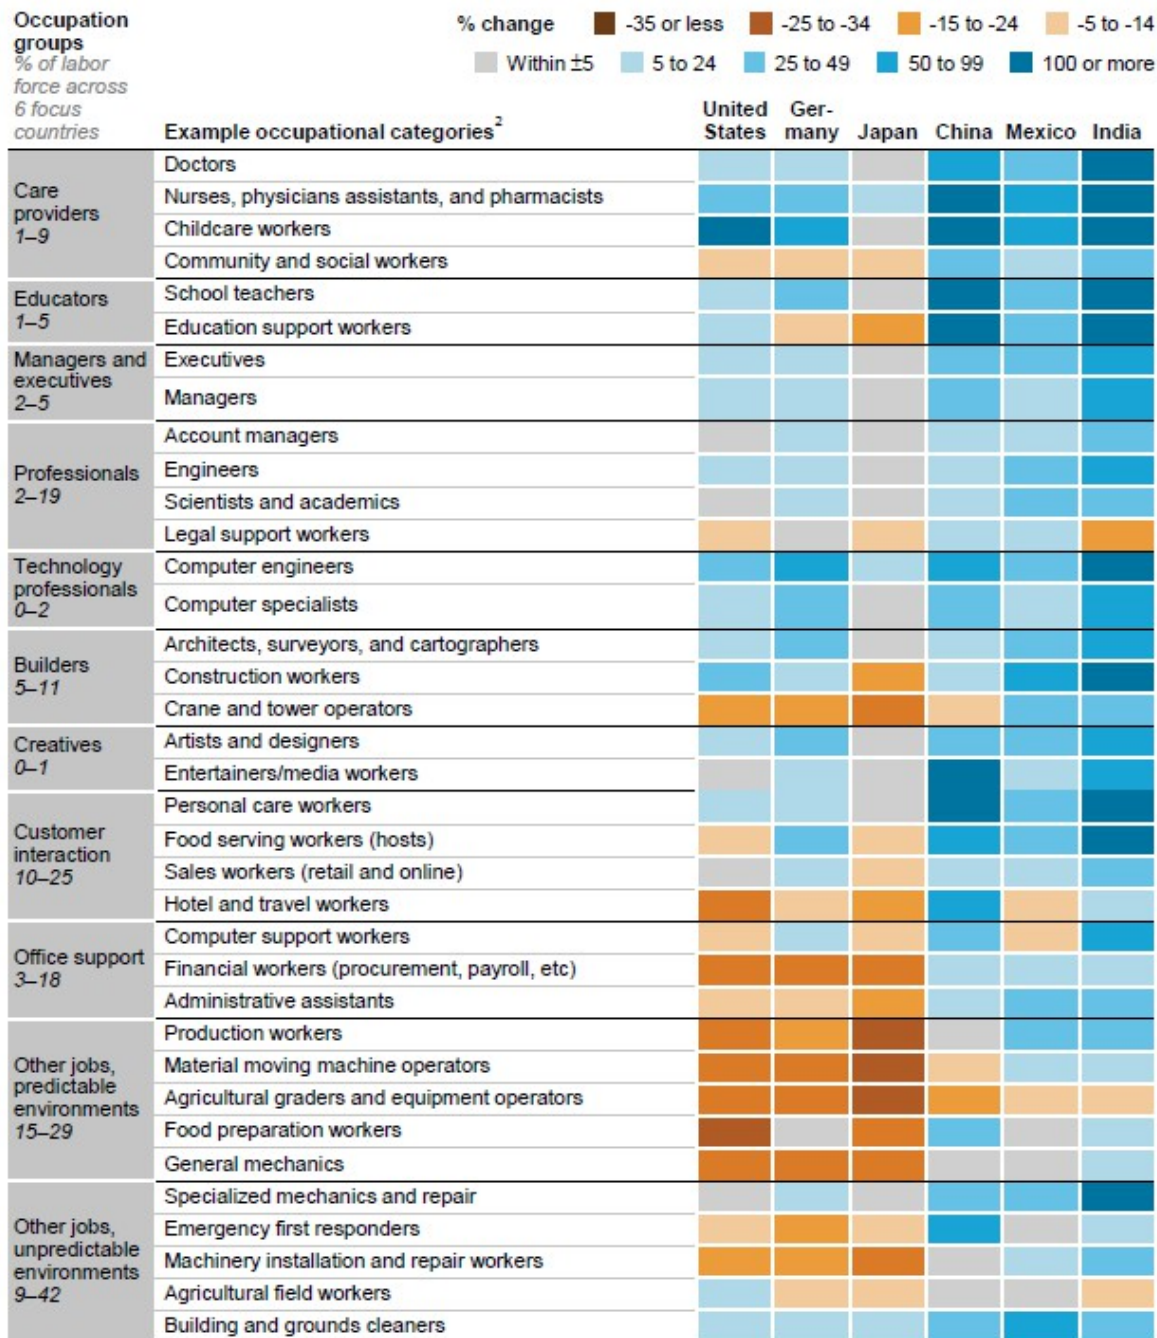 Occupation
groups
% of labor
force across
6 focus
countries
% change -35 or less -25 to -34 -15 to -24 -5 to -14
Within ±5 5 to 24 25 to 49 50 to 99 100 or more
Example occupational categories2
United States Ger-many Japan China Mexico India
Care
providers
1–9
Doctors
Nurses, physicians assistants, and pharmacists
Childcare workers
Community and social workers
Educators
1–5
School teachers
Education support workers
Managers and
executives
2–5
Executives
Managers
Professionals
2–19
Account managers
Engineers
Scientists and academics
Legal support workers
Technology
professionals
0–2
Computer engineers
Computer specialists
Builders
5–11
Architects, surveyors, and cartographers
Construction workers
Crane and tower operators
Creatives
0–1
Artists and designers
Entertainers/media workers
Customer
interaction
10–25
Personal care workers
Food serving workers (hosts)
Sales workers (retail and online)
Hotel and travel workers
Office support
3–18
Computer support workers
Financial workers (procurement, payroll, etc)
Administrative assistants
Other jobs,
predictable
environments
15–29
Production workers
Material moving machine operators
Agricultural graders and equipment operators
Food preparation workers
General mechanics
Other jobs,
unpredictable
environments
9–42
Specialized mechanics and repair
Emergency first responders
Machinery installation and repair workers
Agricultural field workers
Building and grounds cleaners